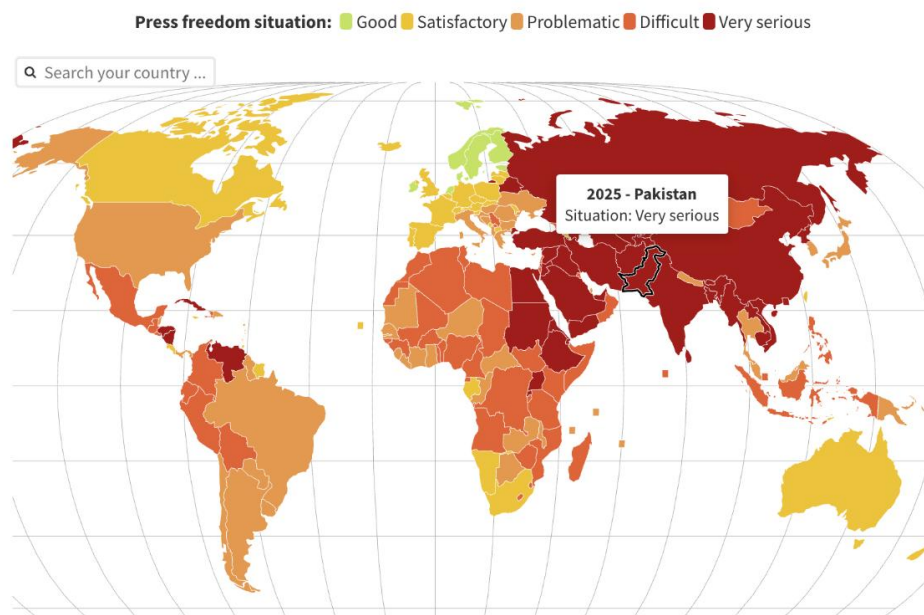 Press freedom situation: Good Satisfactory Problematic Difficult Very serious
Search your country ...
2025 - Pakistan
Situation: Very serious